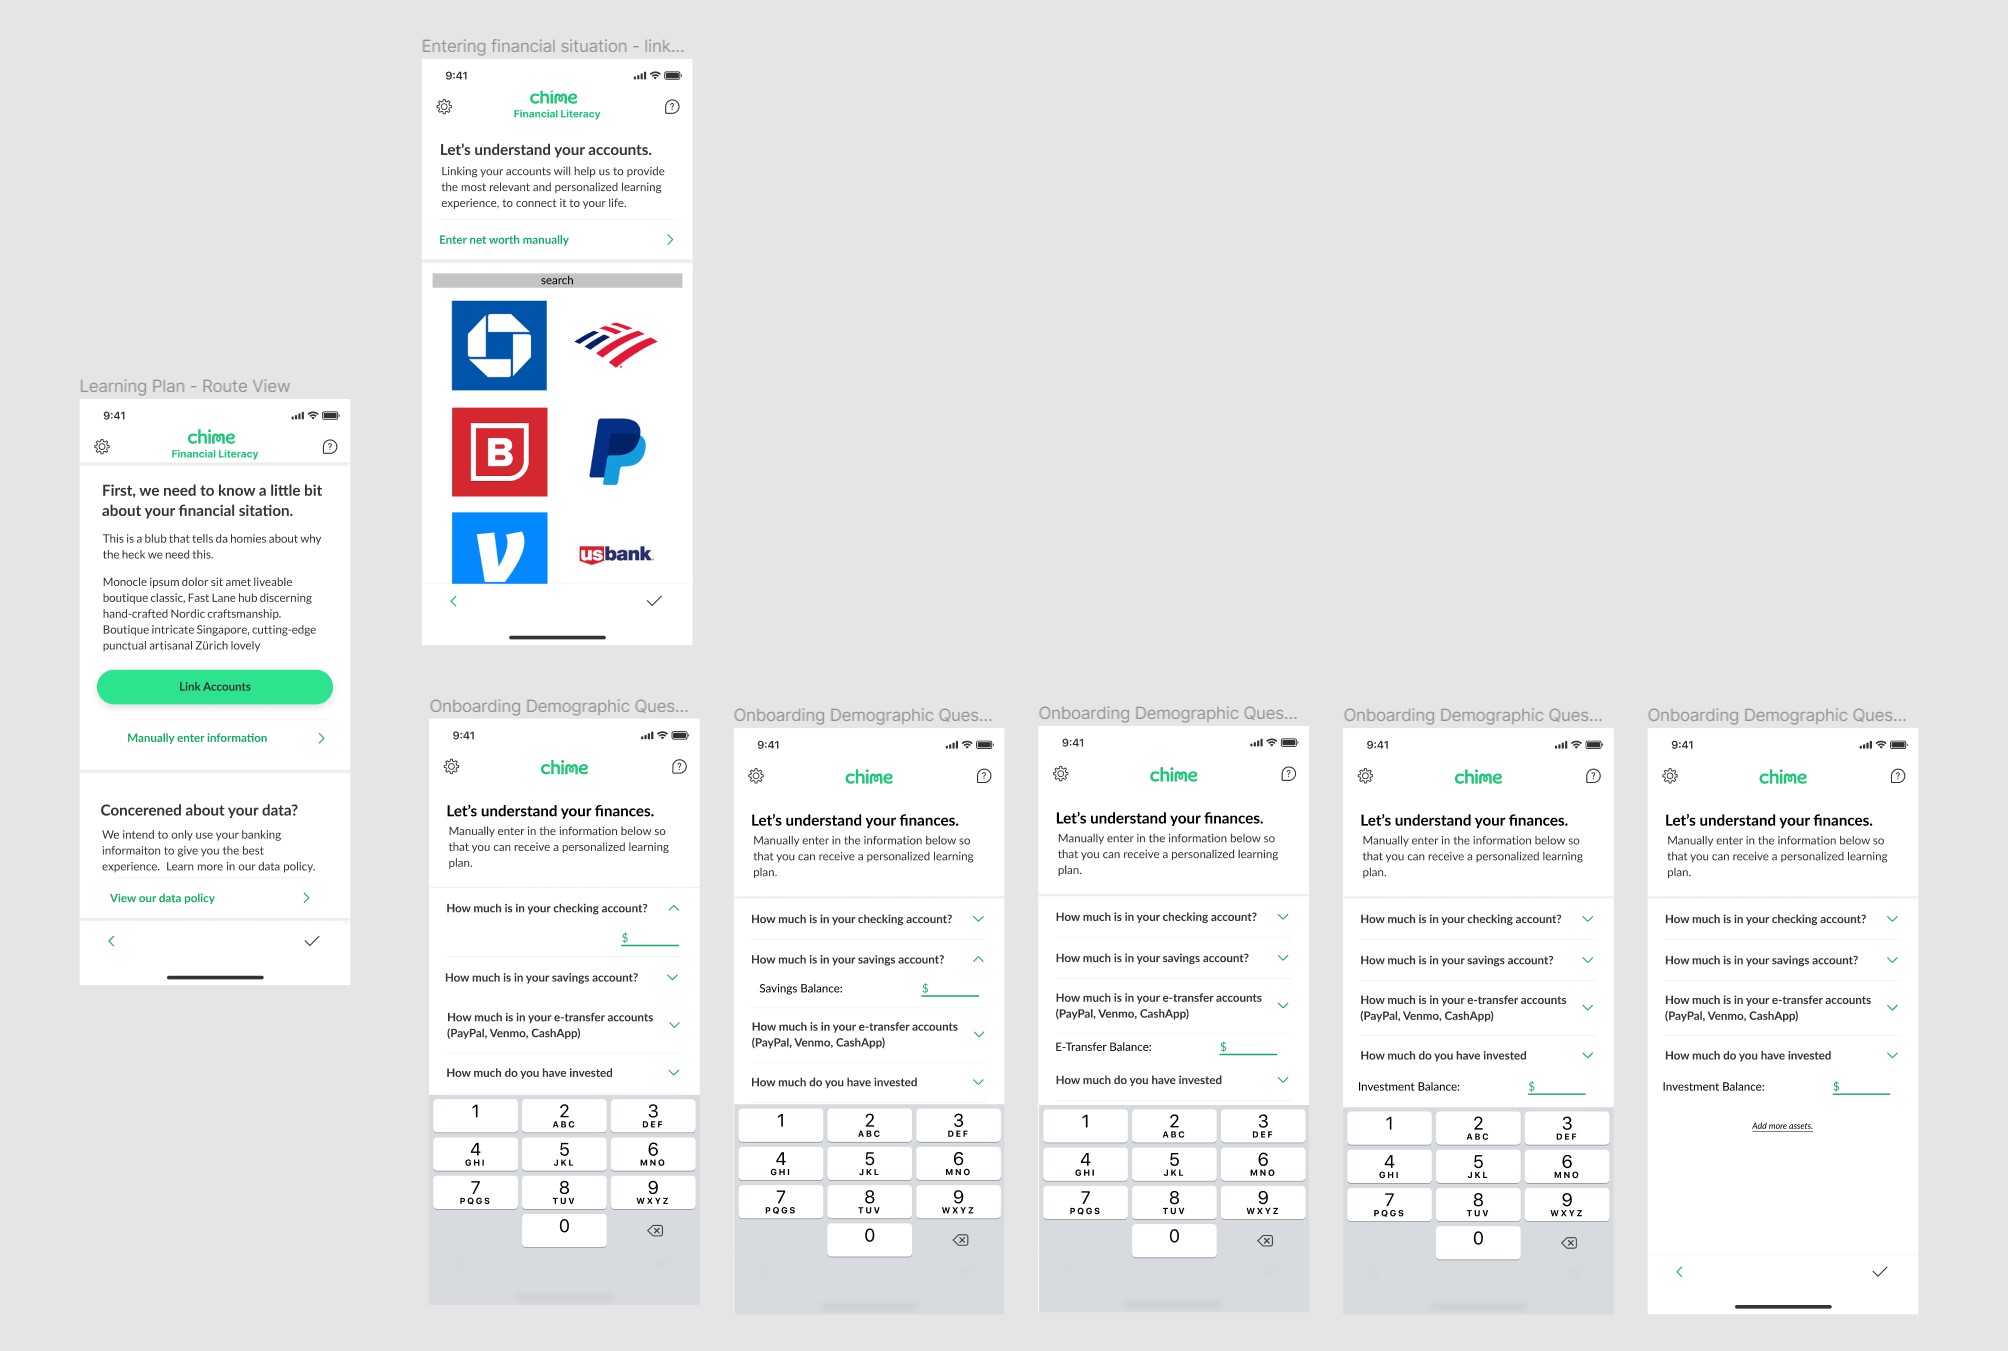 Entering financial situation - link...
9:41
chime
Financial Literacy
Let's understand your accounts.
Linking your accounts will help us to provide
the most relevant and personalized learning
experience, to connect it to your life.
Enter net worth manually
search
B
usbank
Learning Plan - Route View
9:41
chime
Financial Literacy
First, we need to know a little bit
about your financial sitation.
This is a blub that tells da homies about why
the heck we need this.
Monocle ipsum dolor sit amet liveable
boutique classic, Fast Lane hub discerning
hand-crafted Nordic craftsmanship.
Boutique intricate Singapore, cutting-edge
punctual artisanal Zürich lovely
Link Accounts
Manually enter information
Concerened about your data?
We intend to only use your banking
informaiton to give you the best
experience. Learn more in our data policy.
View our data policy
Onboarding Demographic Ques...
9:41
chime
Let's understand your finances.
Manually enter in the information below so
that you can receive a personalized learning
plan.
How much is in your checking account?
$
How much is in your savings account?
How much is in your e-transfer accounts
(PayPal, Venmo, CashApp)
How much do you have invested
1
2 ABC
3 DEF
4 GHI
5 JKL
6 MNO
7 PQGS
8 TUV
9 WXYZ
0
Onboarding Demographic Ques...
9:41
chime
Let's understand your finances.
Manually enter in the information below so
that you can receive a personalized learning
plan.
How much is in your checking account?
How much is in your savings account?
Savings Balance: $
How much is in your e-transfer accounts
(PayPal, Venmo, CashApp)
How much do you have invested
1
2 ABC
3 DEF
4 GHI
5 JKL
6 MNO
7 PQGS
8 TUV
9 WXYZ
0
Onboarding Demographic Ques...
9:41
chime
Let's understand your finances.
Manually enter in the information below so
that you can receive a personalized learning
plan.
How much is in your checking account?
How much is in your savings account?
How much is in your e-transfer accounts
(PayPal, Venmo, CashApp)
E-Transfer Balance: $
How much do you have invested
1
2 ABC
3 DEF
4 GHI
5 JKL
6 MNO
7 PQGS
8 TUV
9 WXYZ
0
Onboarding Demographic Ques...
9:41
chime
Let's understand your finances.
Manually enter in the information below so
that you can receive a personalized learning
plan.
How much is in your checking account?
How much is in your savings account?
How much is in your e-transfer accounts
(PayPal, Venmo, CashApp)
How much do you have invested
Investment Balance: $
1
2 ABC
3 DEF
4 GHI
5 JKL
6 MNO
7 PQGS
8 TUV
9 WXYZ
0
Onboarding Demographic Ques...
9:41
chime
Let's understand your finances.
Manually enter in the information below so
that you can receive a personalized learning
plan.
How much is in your checking account?
How much is in your savings account?
How much is in your e-transfer accounts
(PayPal, Venmo, CashApp)
How much do you have invested
Investment Balance: $
Add more assets.